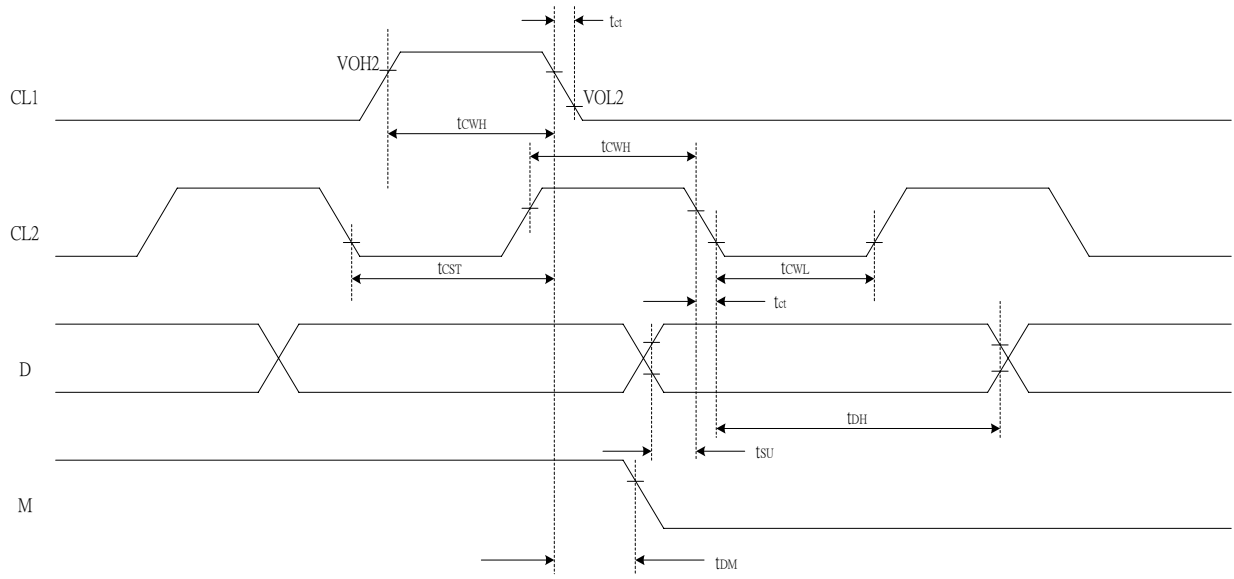 tct
VOH2
CL1
VOL2
tCWH
tCWH
CL2
tCST
tCWL
tct
D
tDH
tSU
M
tDM